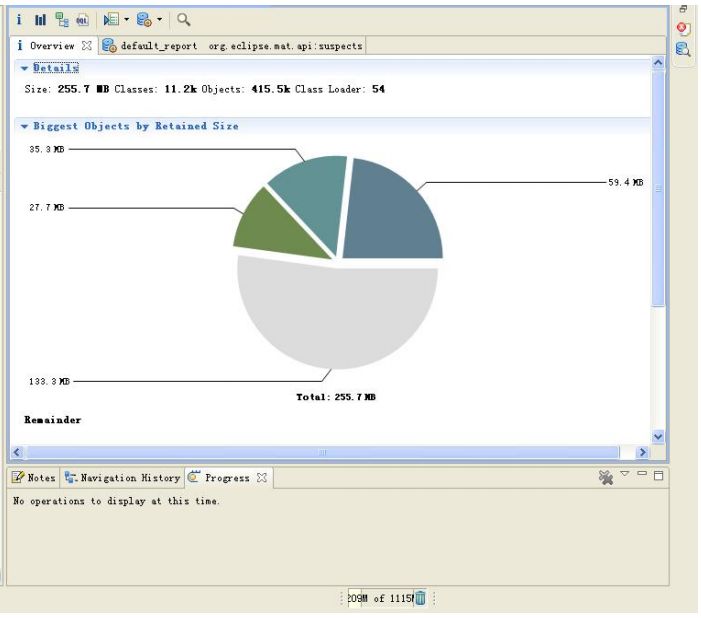 OQL
i Overview default_report org.eclipse.mat.api:suspects
Details
Size: 255.7 MB Classes: 11.2k Objects: 415.5k Class Loader: 54
Biggest Objects by Retained Size
35.3 MB
59.4 MB
27.7 MB
133.3 MB
Total: 255.7 MB
Remainder
Notes Navigation History Progress
No operations to display at this time.
209M of 1115M